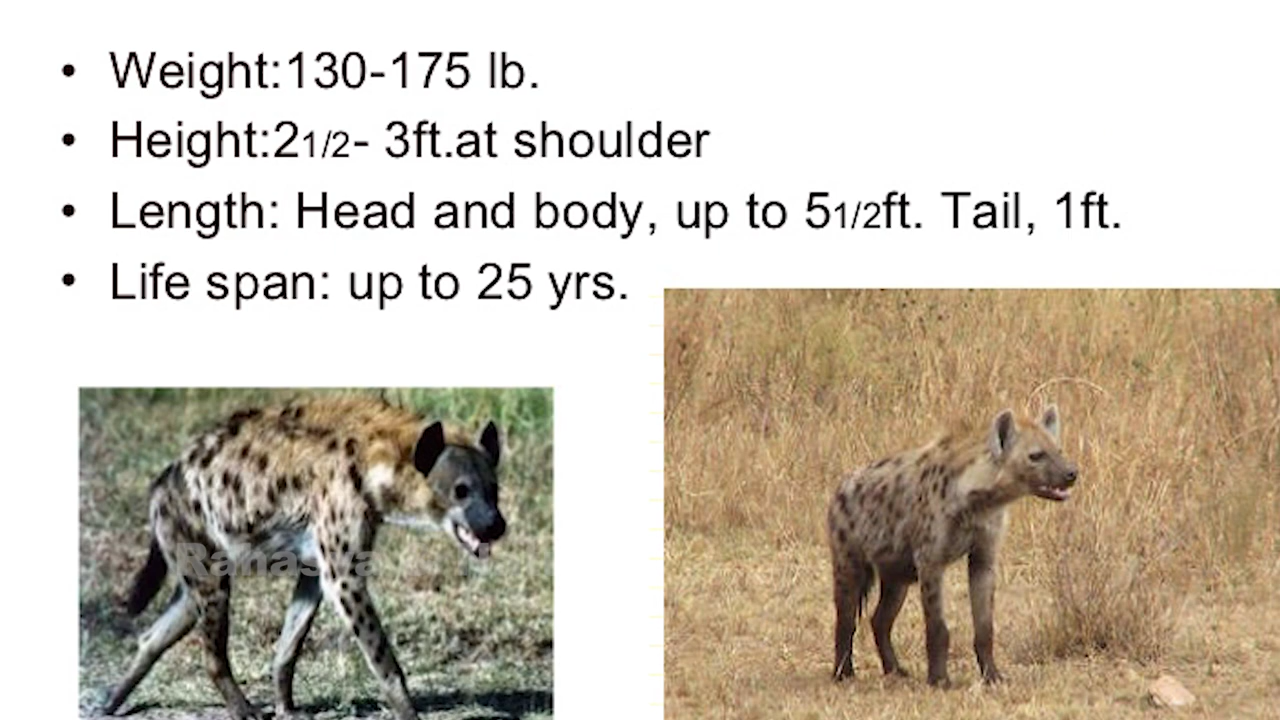 • Weight:130-175 lb.
• Height:21/2- 3ft.at shoulder
• Length: Head and body, up to 51/2ft. Tail, 1ft.
• Life span: up to 25 yrs.